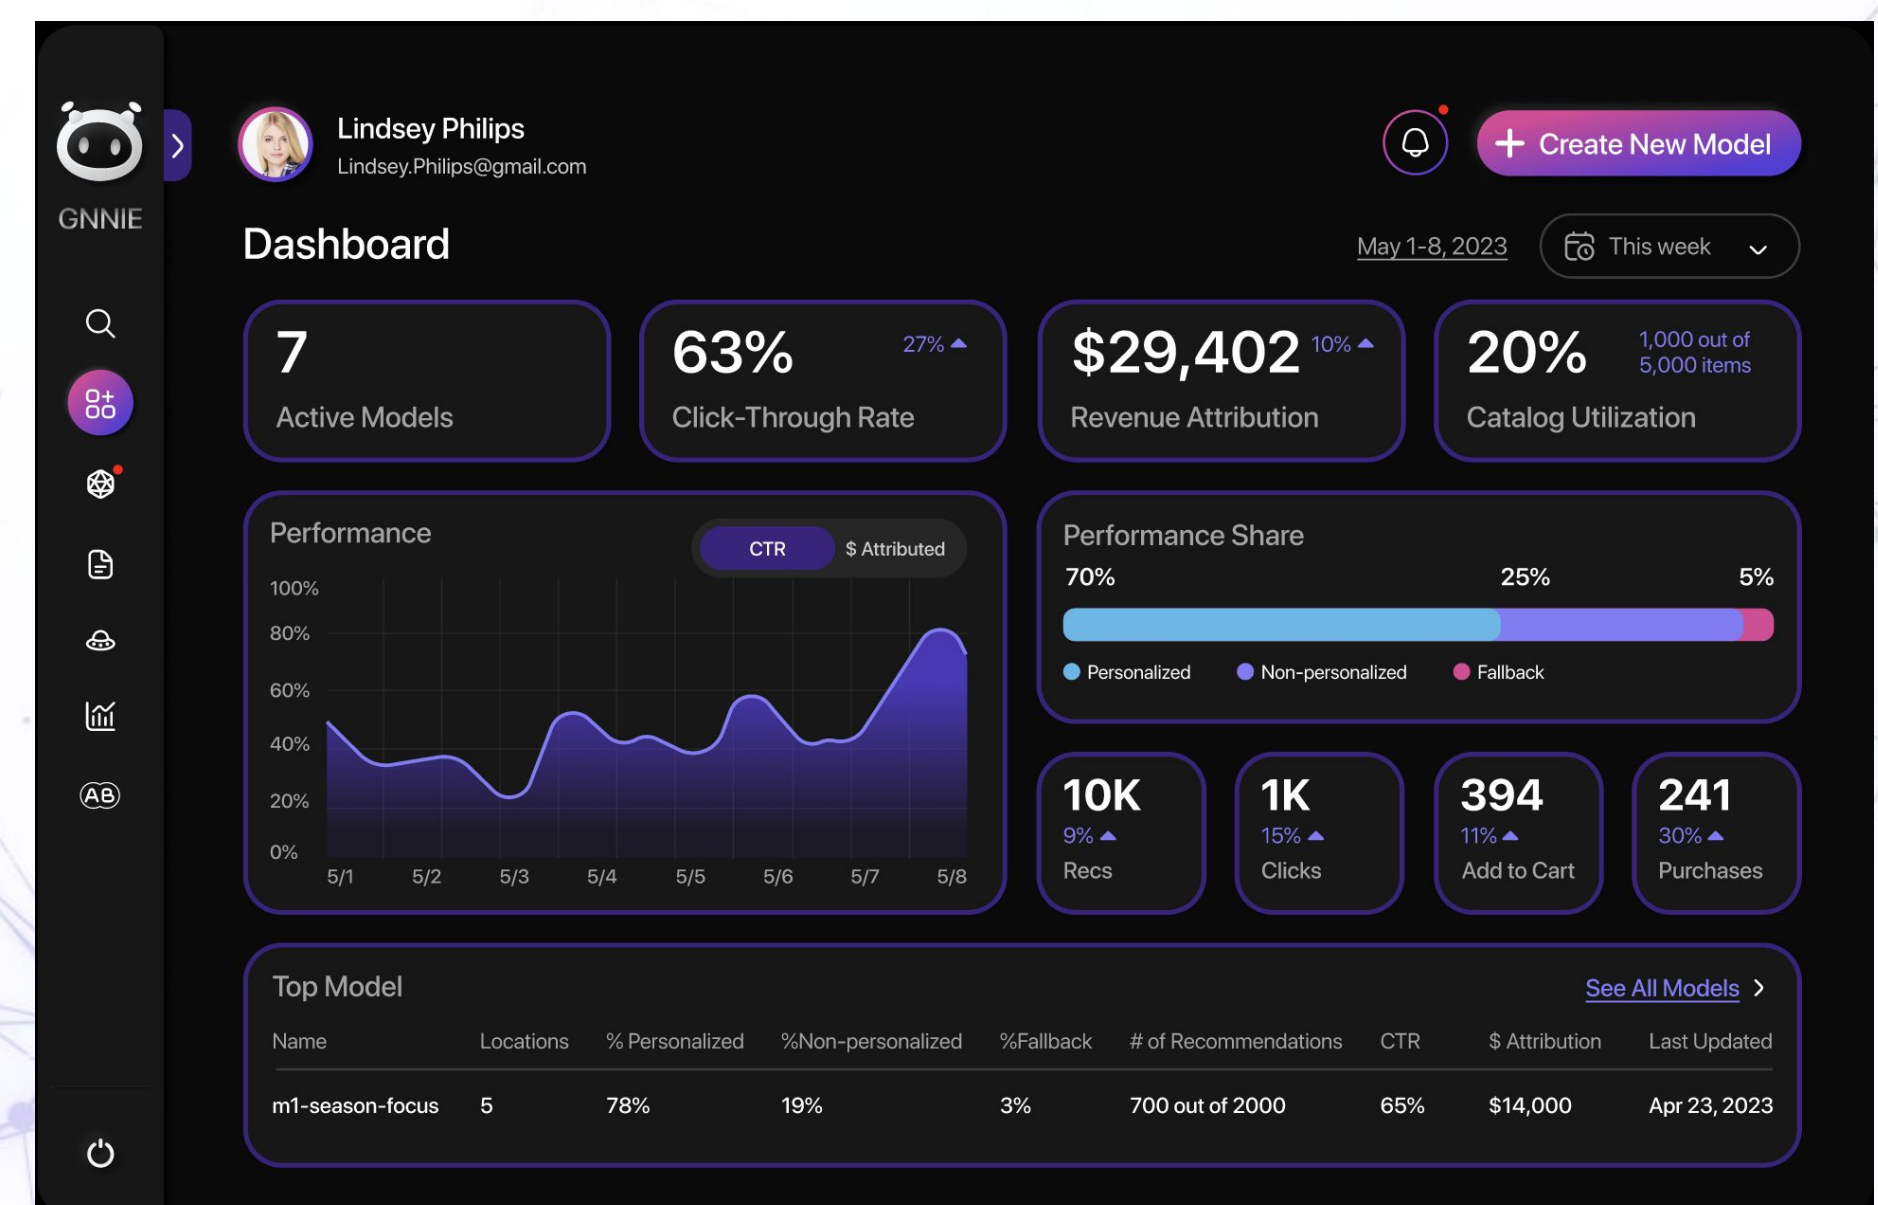 GNNIE
Lindsey Philips
Lindsey.Philips@gmail.com
+ Create New Model
Dashboard
May 1-8, 2023
This week
7
Active Models
63%
27%
Click-Through Rate
$29,402
10%
Revenue Attribution
20%
1,000 out of
5,000 items
Catalog Utilization
Performance
CTR
$ Attributed
100%
80%
60%
40%
20%
0%
5/1 5/2 5/3 5/4 5/5 5/6 5/7 5/8
Performance Share
70% 25% 5%
Personalized Non-personalized Fallback
10K
9%
Recs
1K
15%
Clicks
394
11%
Add to Cart
241
30%
Purchases
AB
Top Model
See All Models
Name Locations % Personalized %Non-personalized %Fallback # of Recommendations CTR $ Attribution Last Updated
m1-season-focus 5 78% 19% 3% 700 out of 2000 65% $14,000 Apr 23, 2023